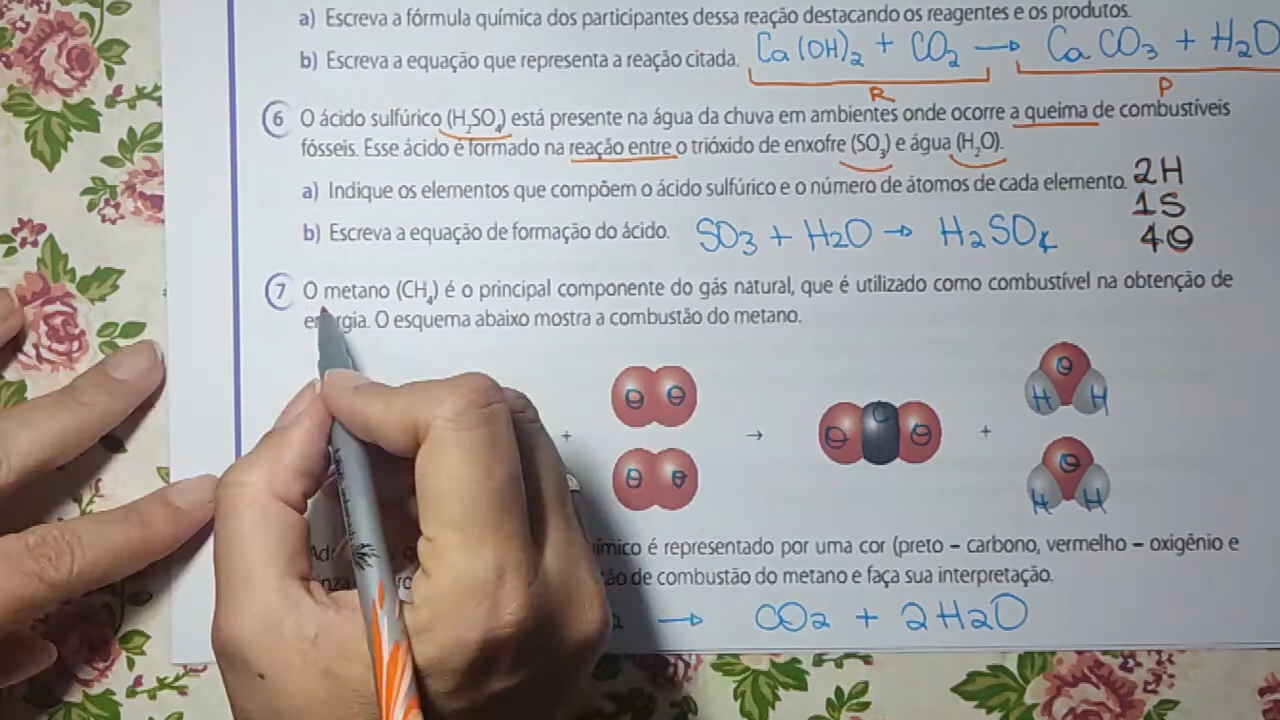 a) Escreva a fórmula química dos participantes dessa reação destacando os reagentes e os produtos.
b) Escreva a equação que representa a reação citada. Ca(OH)₂ + CO₂ → CaCO₃ + H₂O
R P
6 O ácido sulfúrico (H₂SO₄) está presente na água da chuva em ambientes onde ocorre a queima de combustíveis
fósseis. Esse ácido é formado na reação entre o trióxido de enxofre (SO₃) e água (H₂O).
a) Indique os elementos que compõem o ácido sulfúrico e o número de átomos de cada elemento. 2H
1S
b) Escreva a equação de formação do ácido. SO₃ + H₂O → H₂SO₄ 4O
7 O metano (CH₄) é o principal componente do gás natural, que é utilizado como combustível na obtenção de
O esquema abaixo mostra a combustão do metano.
O O O
+ → O C O + H H
O O O
H H
é representado por uma cor (preto – carbono, vermelho – oxigênio e
de combustão do metano e faça sua interpretação.
₂ → CO₂ + 2H₂O